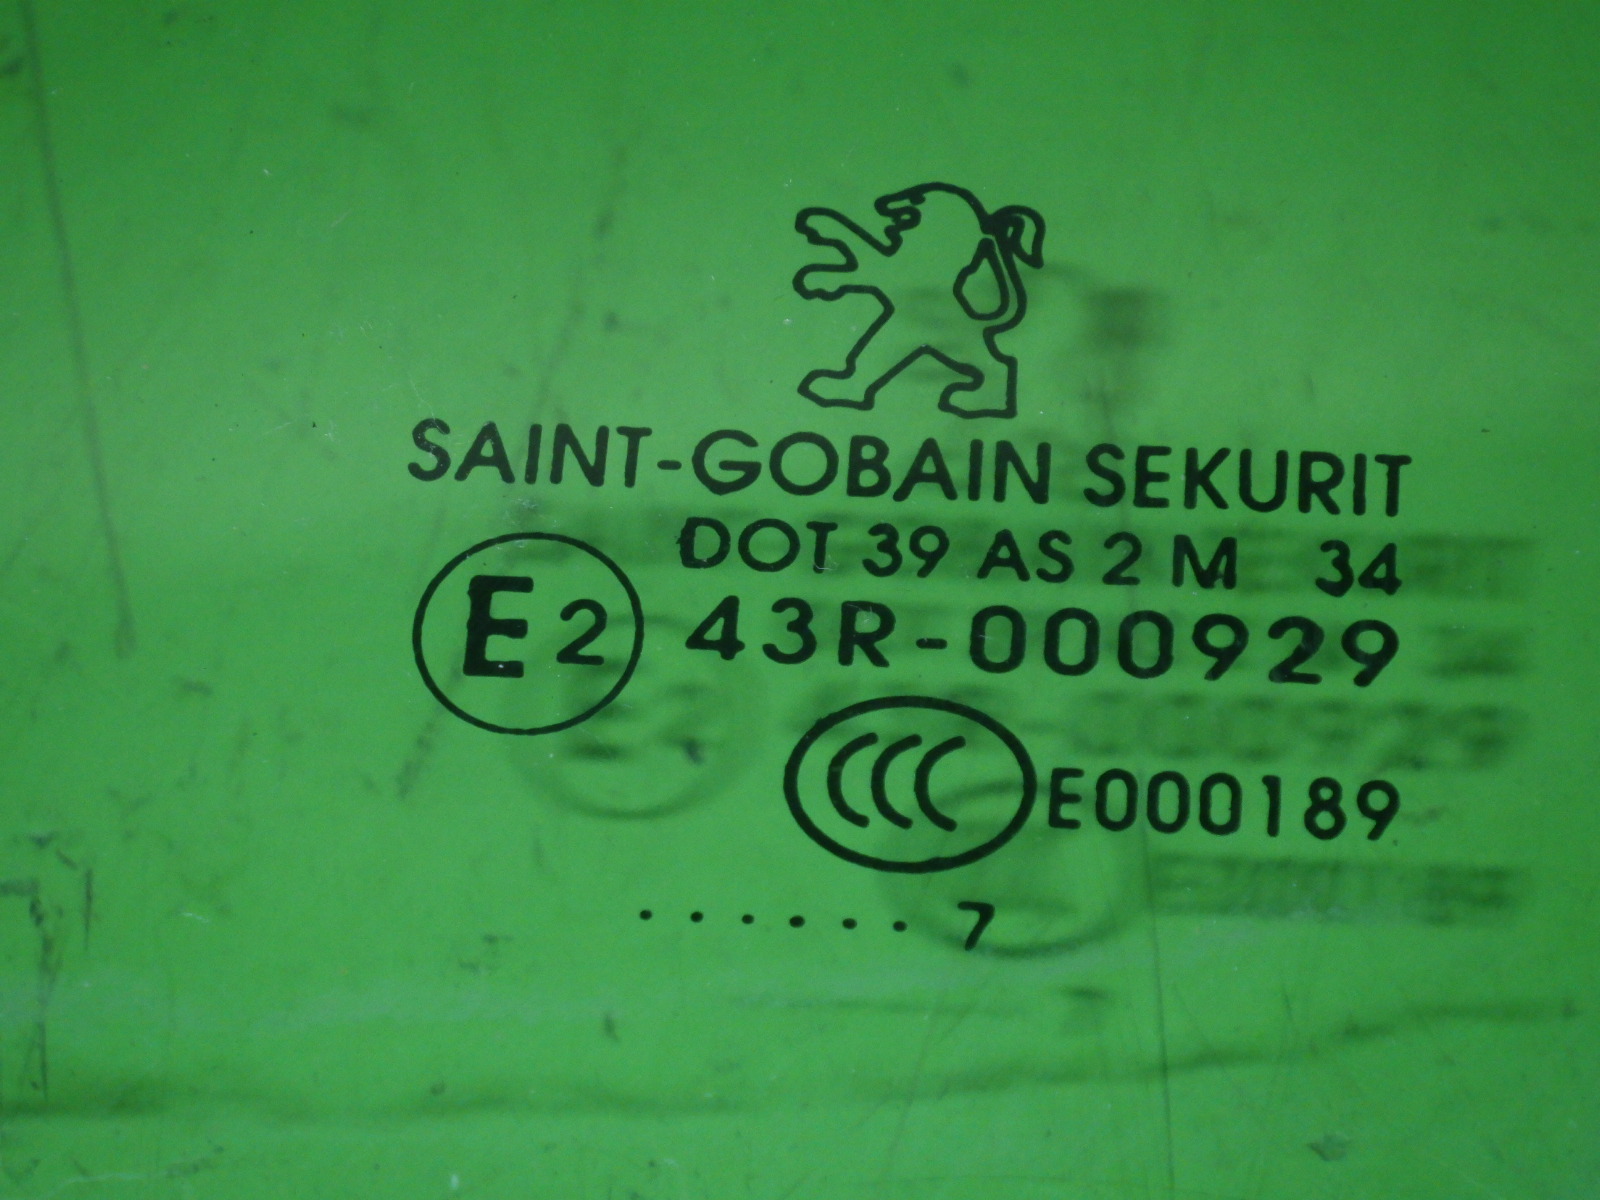 SAINT-GOBAIN SEKURIT
DOT 39 AS 2 M 34
E2 43R-000929
CCC E000189
. . . . . . 7